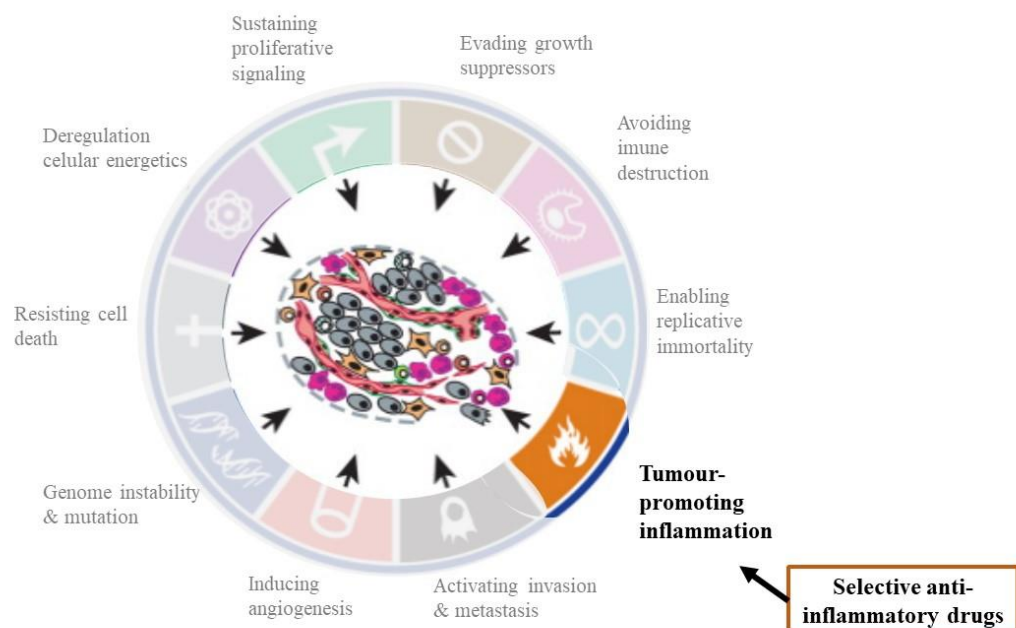 Sustaining
proliferative
signaling
Evading growth
suppressors
Avoiding
imune
destruction
Enabling
replicative
immortality
Tumour-
promoting
inflammation
Selective anti-
inflammatory drugs
Activating invasion
& metastasis
Inducing
angiogenesis
Genome instability
& mutation
Resisting cell
death
Deregulation
celular energetics